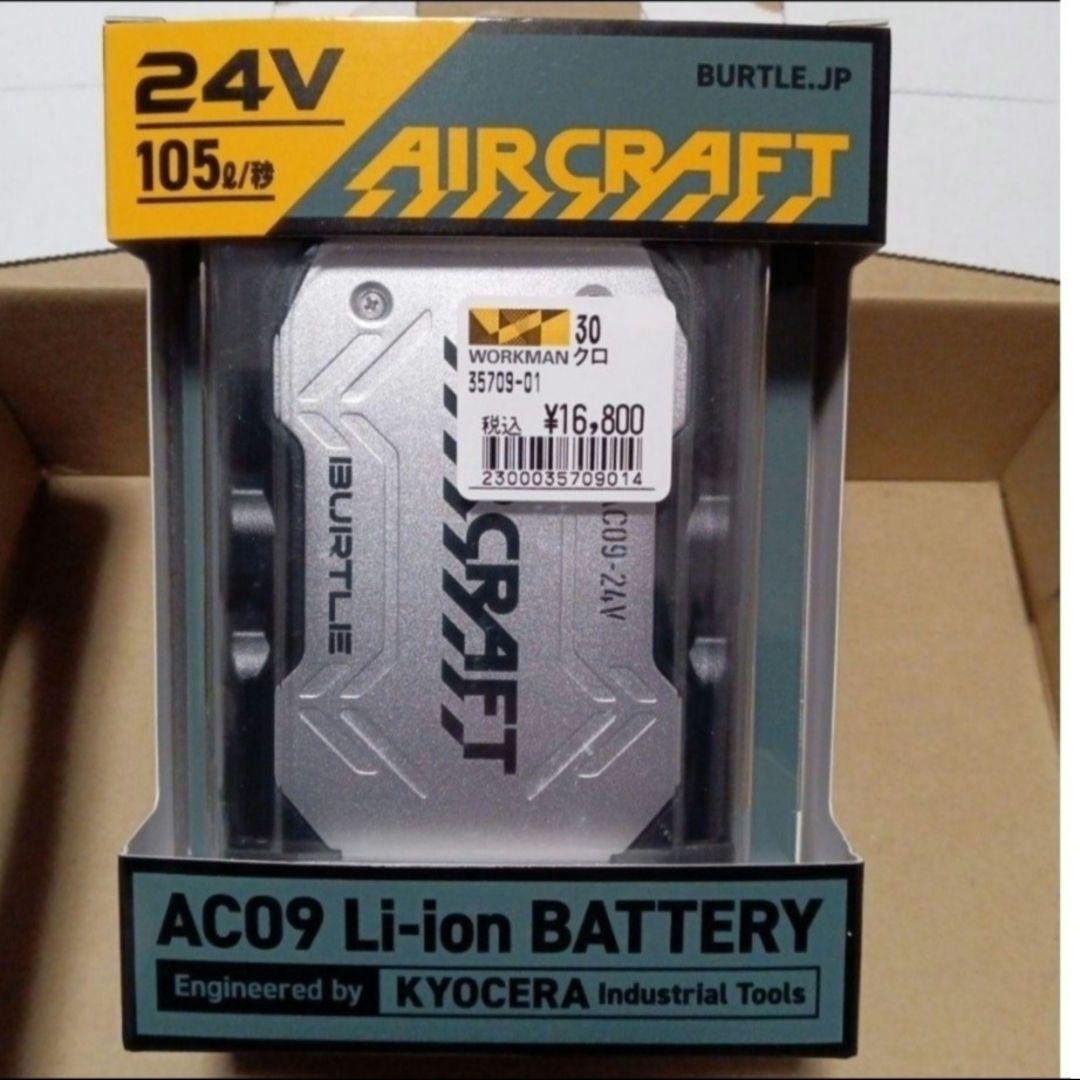 24V
105ℓ/秒
BURTLE.JP
AIRCRAFT
WORKMAN
30
クロ
35709-01
税込 ¥16,800
2300035709014
BURTLE
CRAFT
AC09-24V
AC09 Li-ion BATTERY
Engineered by KYOCERA Industrial Tools